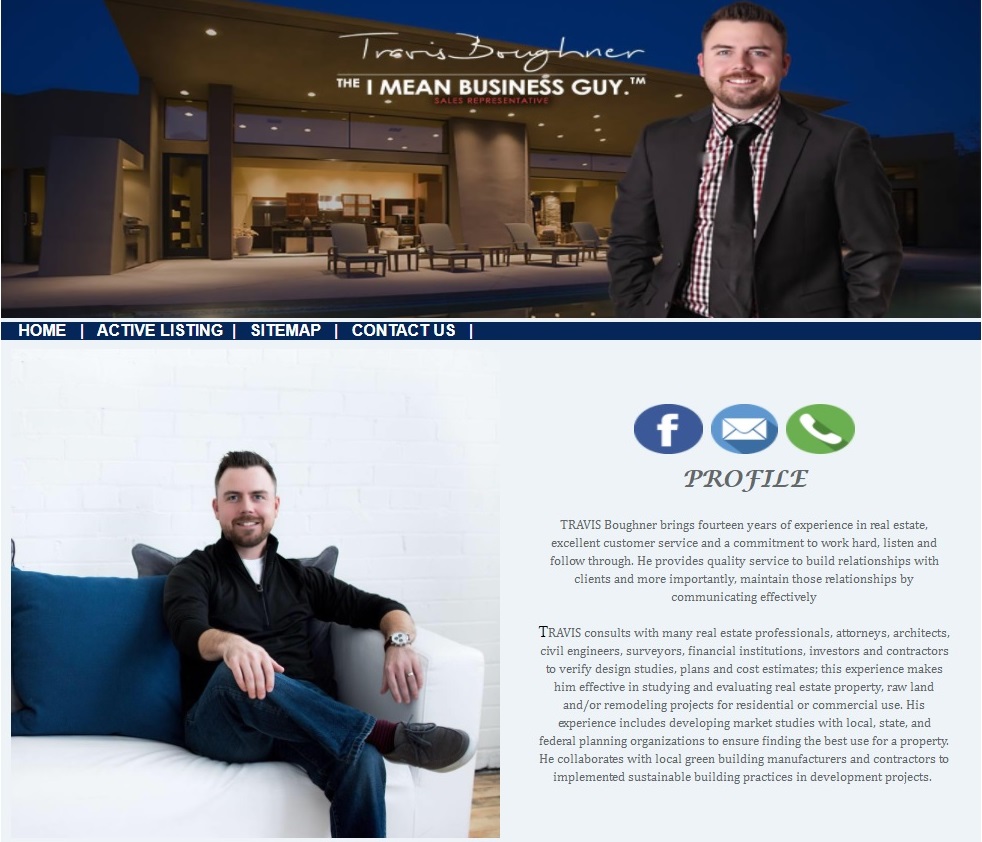 Travis Boughner
THE I MEAN BUSINESS GUY.™
SALES REPRESENTATIVE
HOME | ACTIVE LISTING | SITEMAP | CONTACT US |
f
PROFILE
TRAVIS Boughner brings fourteen years of experience in real estate,
excellent customer service and a commitment to work hard, listen and
follow through. He provides quality service to build relationships with
clients and more importantly, maintain those relationships by
communicating effectively
TRAVIS consults with many real estate professionals, attorneys, architects,
civil engineers, surveyors, financial institutions, investors and contractors
to verify design studies, plans and cost estimates; this experience makes
him effective in studying and evaluating real estate property, raw land
and/or remodeling projects for residential or commercial use. His
experience includes developing market studies with local, state, and
federal planning organizations to ensure finding the best use for a property.
He collaborates with local green building manufacturers and contractors to
implemented sustainable building practices in development projects.